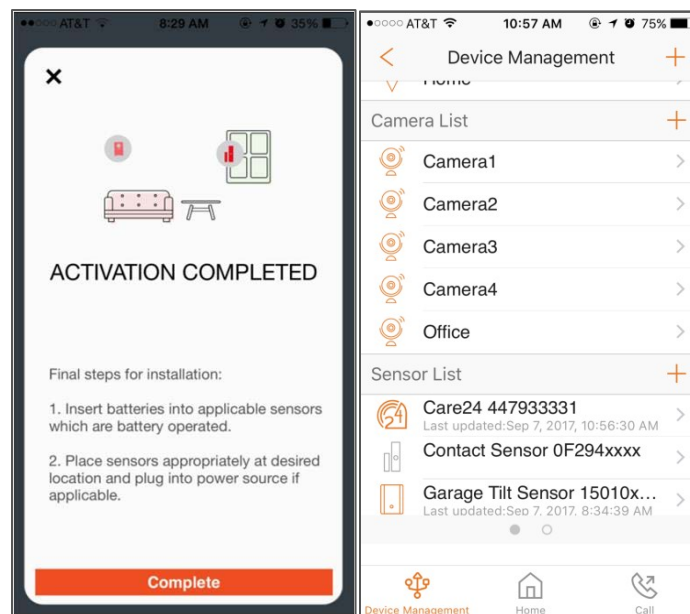 AT&T 8:29 AM 35%
ACTIVATION COMPLETED
Final steps for installation:
1. Insert batteries into applicable sensors
which are battery operated.
2. Place sensors appropriately at desired
location and plug into power source if
applicable.
Complete
AT&T 10:57 AM 75%
Device Management
Home
Camera List
Camera1
Camera2
Camera3
Camera4
Office
Sensor List
Care24 447933331
Last updated:Sep 7, 2017, 10:56:30 AM
Contact Sensor 0F294xxxx
Garage Tilt Sensor 15010x...
Last updated:Sep 7, 2017, 8:34:39 AM
Device Management
Home
Call